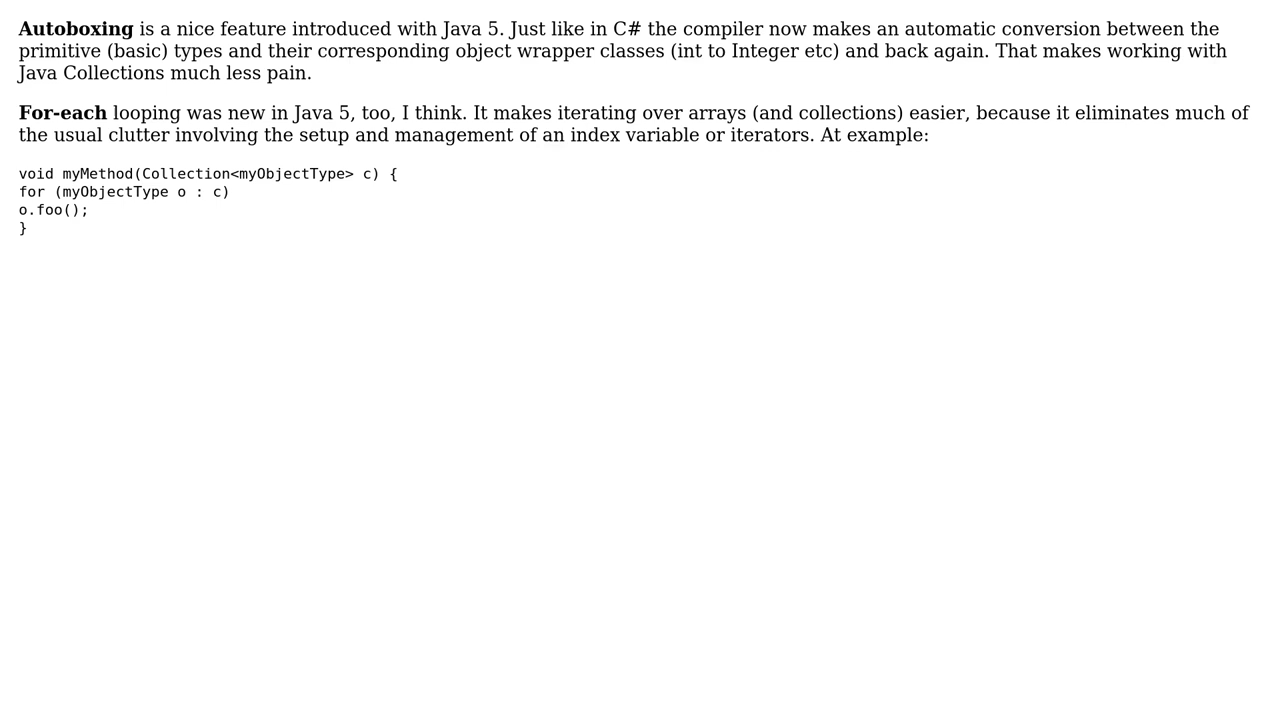 Autoboxing is a nice feature introduced with Java 5. Just like in C# the compiler now makes an automatic conversion between the
primitive (basic) types and their corresponding object wrapper classes (int to Integer etc) and back again. That makes working with
Java Collections much less pain.
For-each looping was new in Java 5, too, I think. It makes iterating over arrays (and collections) easier, because it eliminates much of
the usual clutter involving the setup and management of an index variable or iterators. At example:
void myMethod(Collection<myObjectType> c) {
for (myObjectType o : c)
o.foo();
}